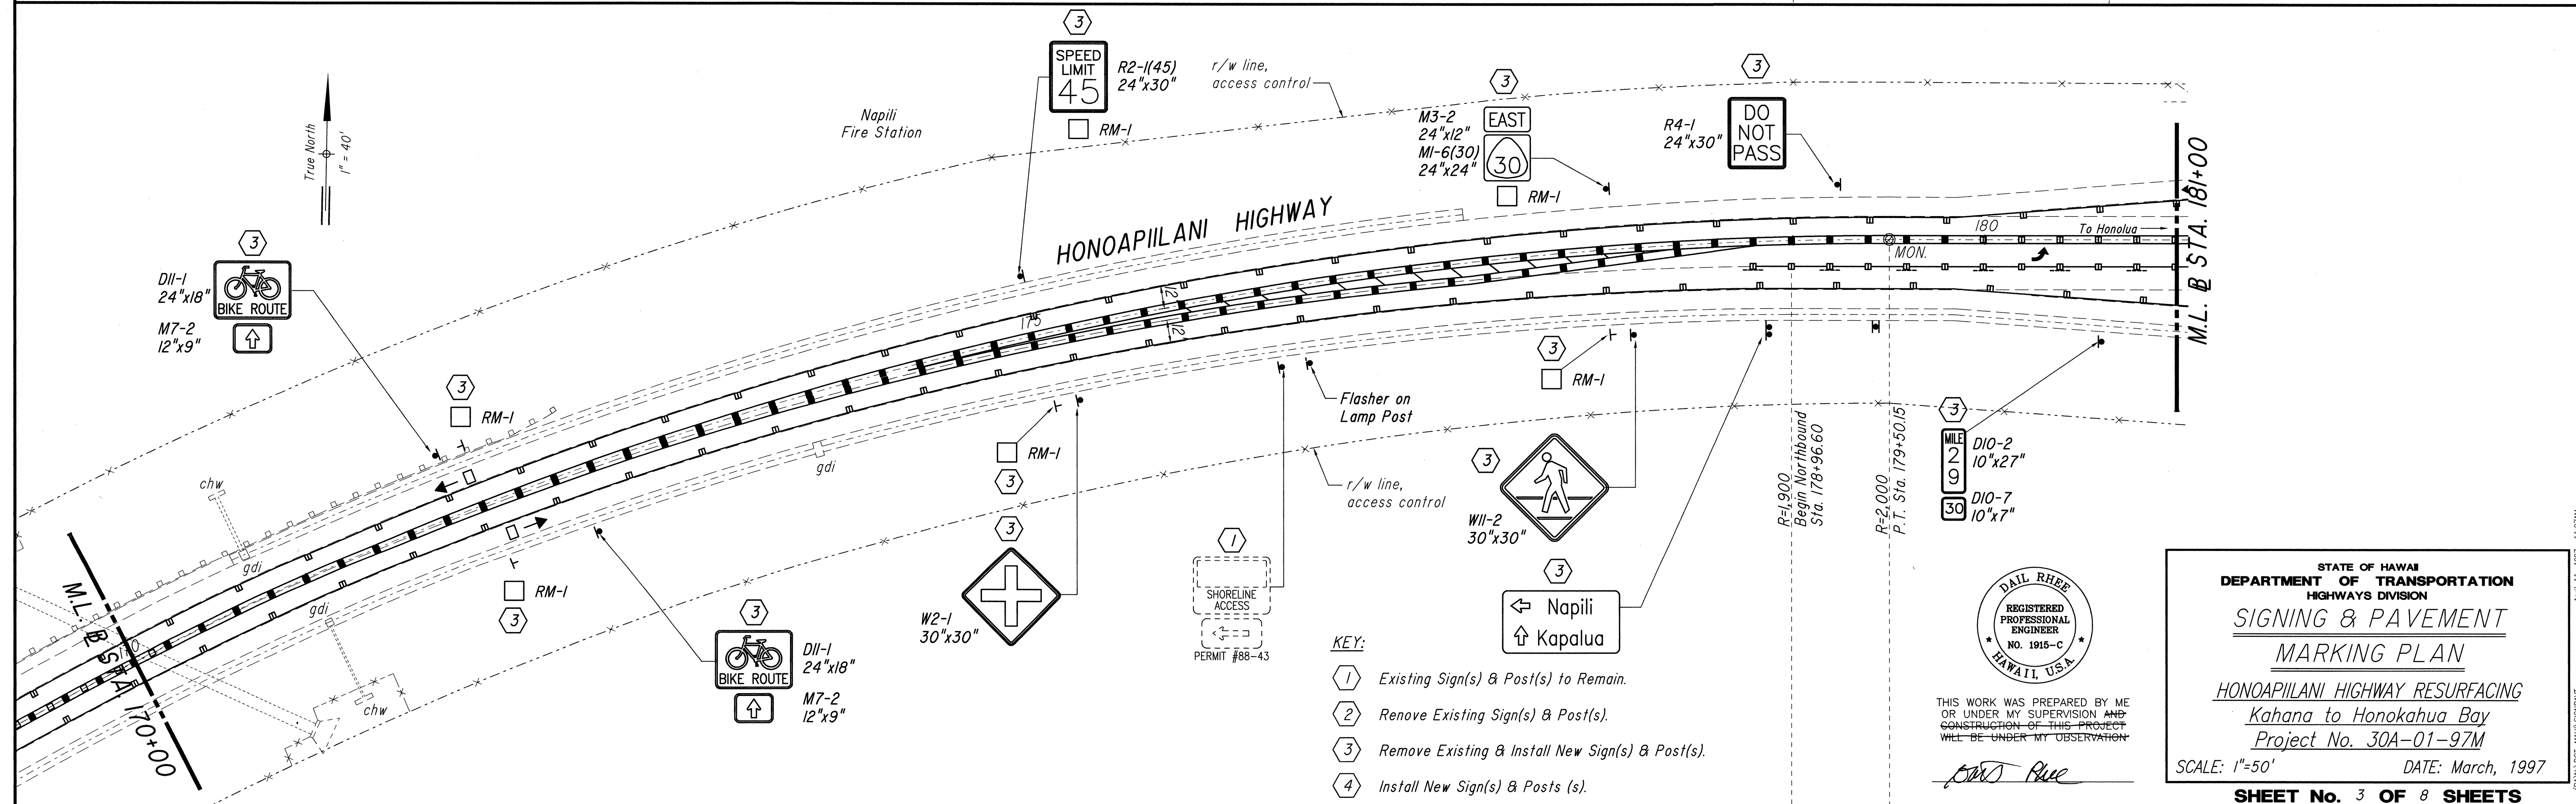 3
SPEED
LIMIT
45
R2-1(45)
24"x30"
RM-1
r/w line,
access control
Napili
Fire Station
True North
1" = 40'
3
M3-2
24"x12"
M1-6(30)
24"x24"
EAST
30
RM-1
3
R4-1
24"x30"
DO
NOT
PASS
HONOAPIILANI HIGHWAY
3
D11-1
24"x18"
BIKE ROUTE
M7-2
12"x9"
3
RM-1
175
12'
12'
180
To Honolua
MON.
M.L. B STA. 181+00
chw
gdi
gdi
chw
gdi
170
M.L. B STA. 170+00
RM-1
3
3
BIKE ROUTE
D11-1
24"x18"
M7-2
12"x9"
RM-1
3
3
W2-1
30"x30"
Flasher on
Lamp Post
r/w line,
access control
1
SHORELINE
ACCESS
PERMIT #88-43
3
RM-1
3
W11-2
30"x30"
3
Napili
Kapalua
R=1,900
Begin Northbound
Sta. 178+96.60
R=2,000
P.T. Sta. 179+50.15
3
MILE
2
9
D10-2
10"x27"
30
D10-7
10"x7"
KEY:
1 Existing Sign(s) & Post(s) to Remain.
2 Renove Existing Sign(s) & Post(s).
3 Remove Existing & Install New Sign(s) & Post(s).
4 Install New Sign(s) & Posts (s).
DAIL RHEE
REGISTERED
PROFESSIONAL
ENGINEER
NO. 1915-C
HAWAII, U.S.A.
THIS WORK WAS PREPARED BY ME
OR UNDER MY SUPERVISION AND
CONSTRUCTION OF THIS PROJECT
WILL BE UNDER MY OBSERVATION
STATE OF HAWAII
DEPARTMENT OF TRANSPORTATION
HIGHWAYS DIVISION
SIGNING & PAVEMENT
MARKING PLAN
HONOAPIILANI HIGHWAY RESURFACING
Kahana to Honokahua Bay
Project No. 30A-01-97M
SCALE: 1"=50' DATE: March, 1997
SHEET No. 3 OF 8 SHEETS